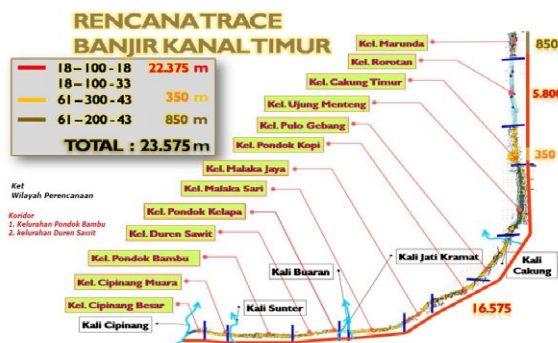 RENCANA TRACE
BANJIR KANAL TIMUR
18-100-18 22.375 m
18-100-33
61-300-43 350 m
61-200-43 850 m
TOTAL : 23.575 m
Ket
Wilayah Perencanaan
Koridor
1. Kelurahan Pondok Bambu
2. kelurahan Duren Sawit
Kel. Marunda
Kel. Rorotan
Kel. Cakung Timur
Kel. Ujung Menteng
Kel. Pulo Gebang
Kel. Pondok Kopi
Kel. Malaka Jaya
Kel. Malaka Sari
Kel. Pondok Kelapa
Kel. Duren Sawit
Kel. Pondok Bambu
Kel. Cipinang Muara
Kel. Cipinang Besar
Kali Cipinang
Kali Sunter
Kali Buaran
Kali Jati Kramat
Kali
Cakung
850
5.800
350
16.575